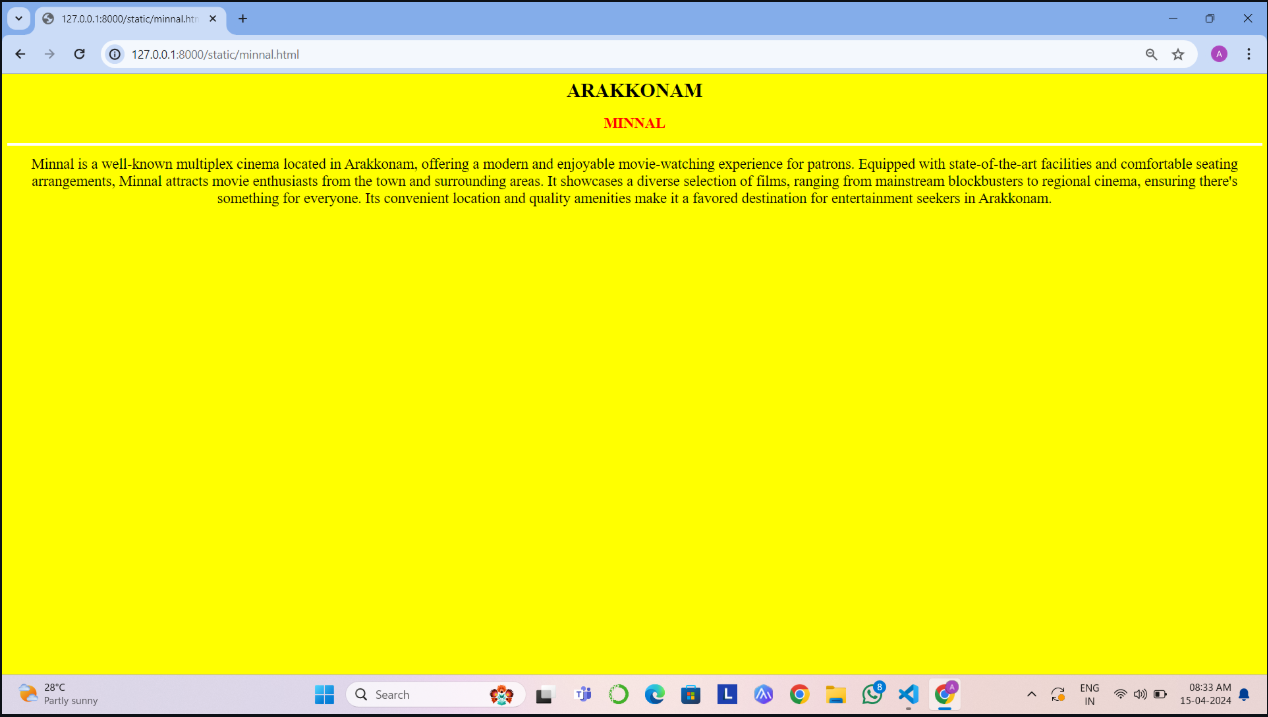 127.0.0.1:8000/static/minnal.htm
127.0.0.1:8000/static/minnal.html
A
ARAKKONAM
MINNAL
Minnal is a well-known multiplex cinema located in Arakkonam, offering a modern and enjoyable movie-watching experience for patrons. Equipped with state-of-the-art facilities and comfortable seating
arrangements, Minnal attracts movie enthusiasts from the town and surrounding areas. It showcases a diverse selection of films, ranging from mainstream blockbusters to regional cinema, ensuring there's
something for everyone. Its convenient location and quality amenities make it a favored destination for entertainment seekers in Arakkonam.
28°C
Partly sunny
Search
L
8
A
ENG
IN
08:33 AM
15-04-2024